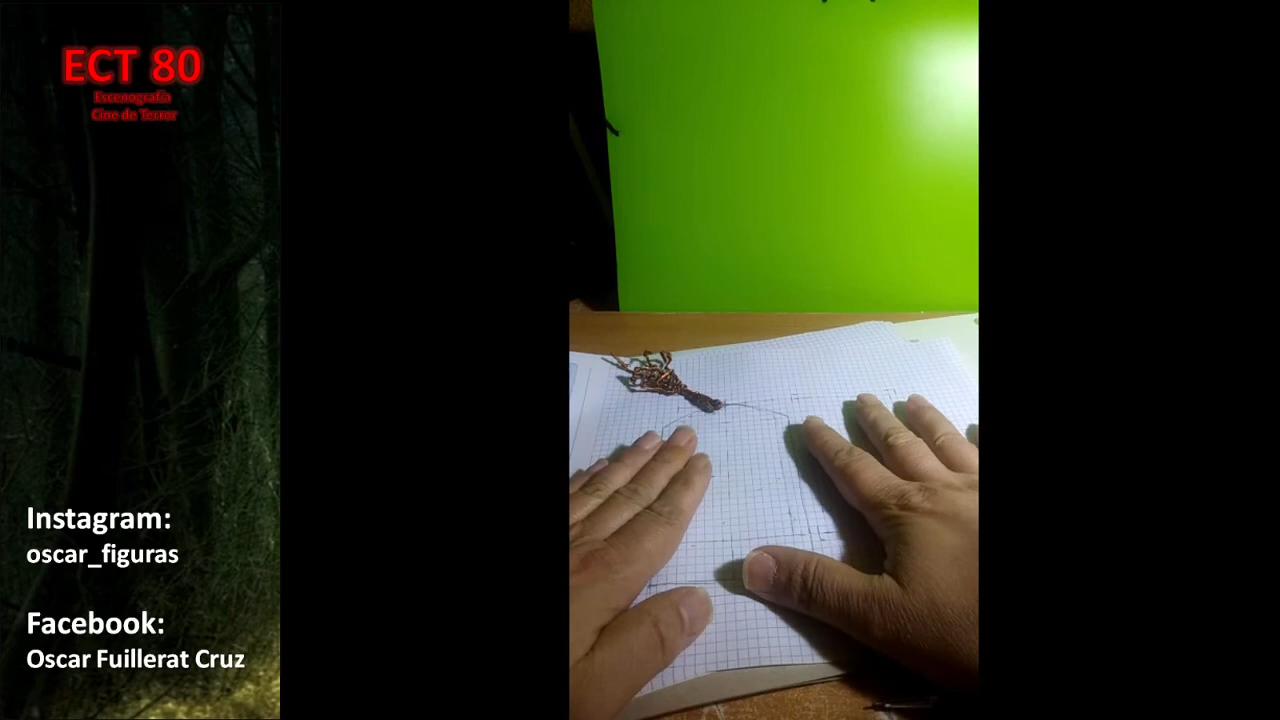 ECT 80
Escenografía
Cine de Terror
Instagram:
oscar_figuras
Facebook:
Oscar Fuillerat Cruz